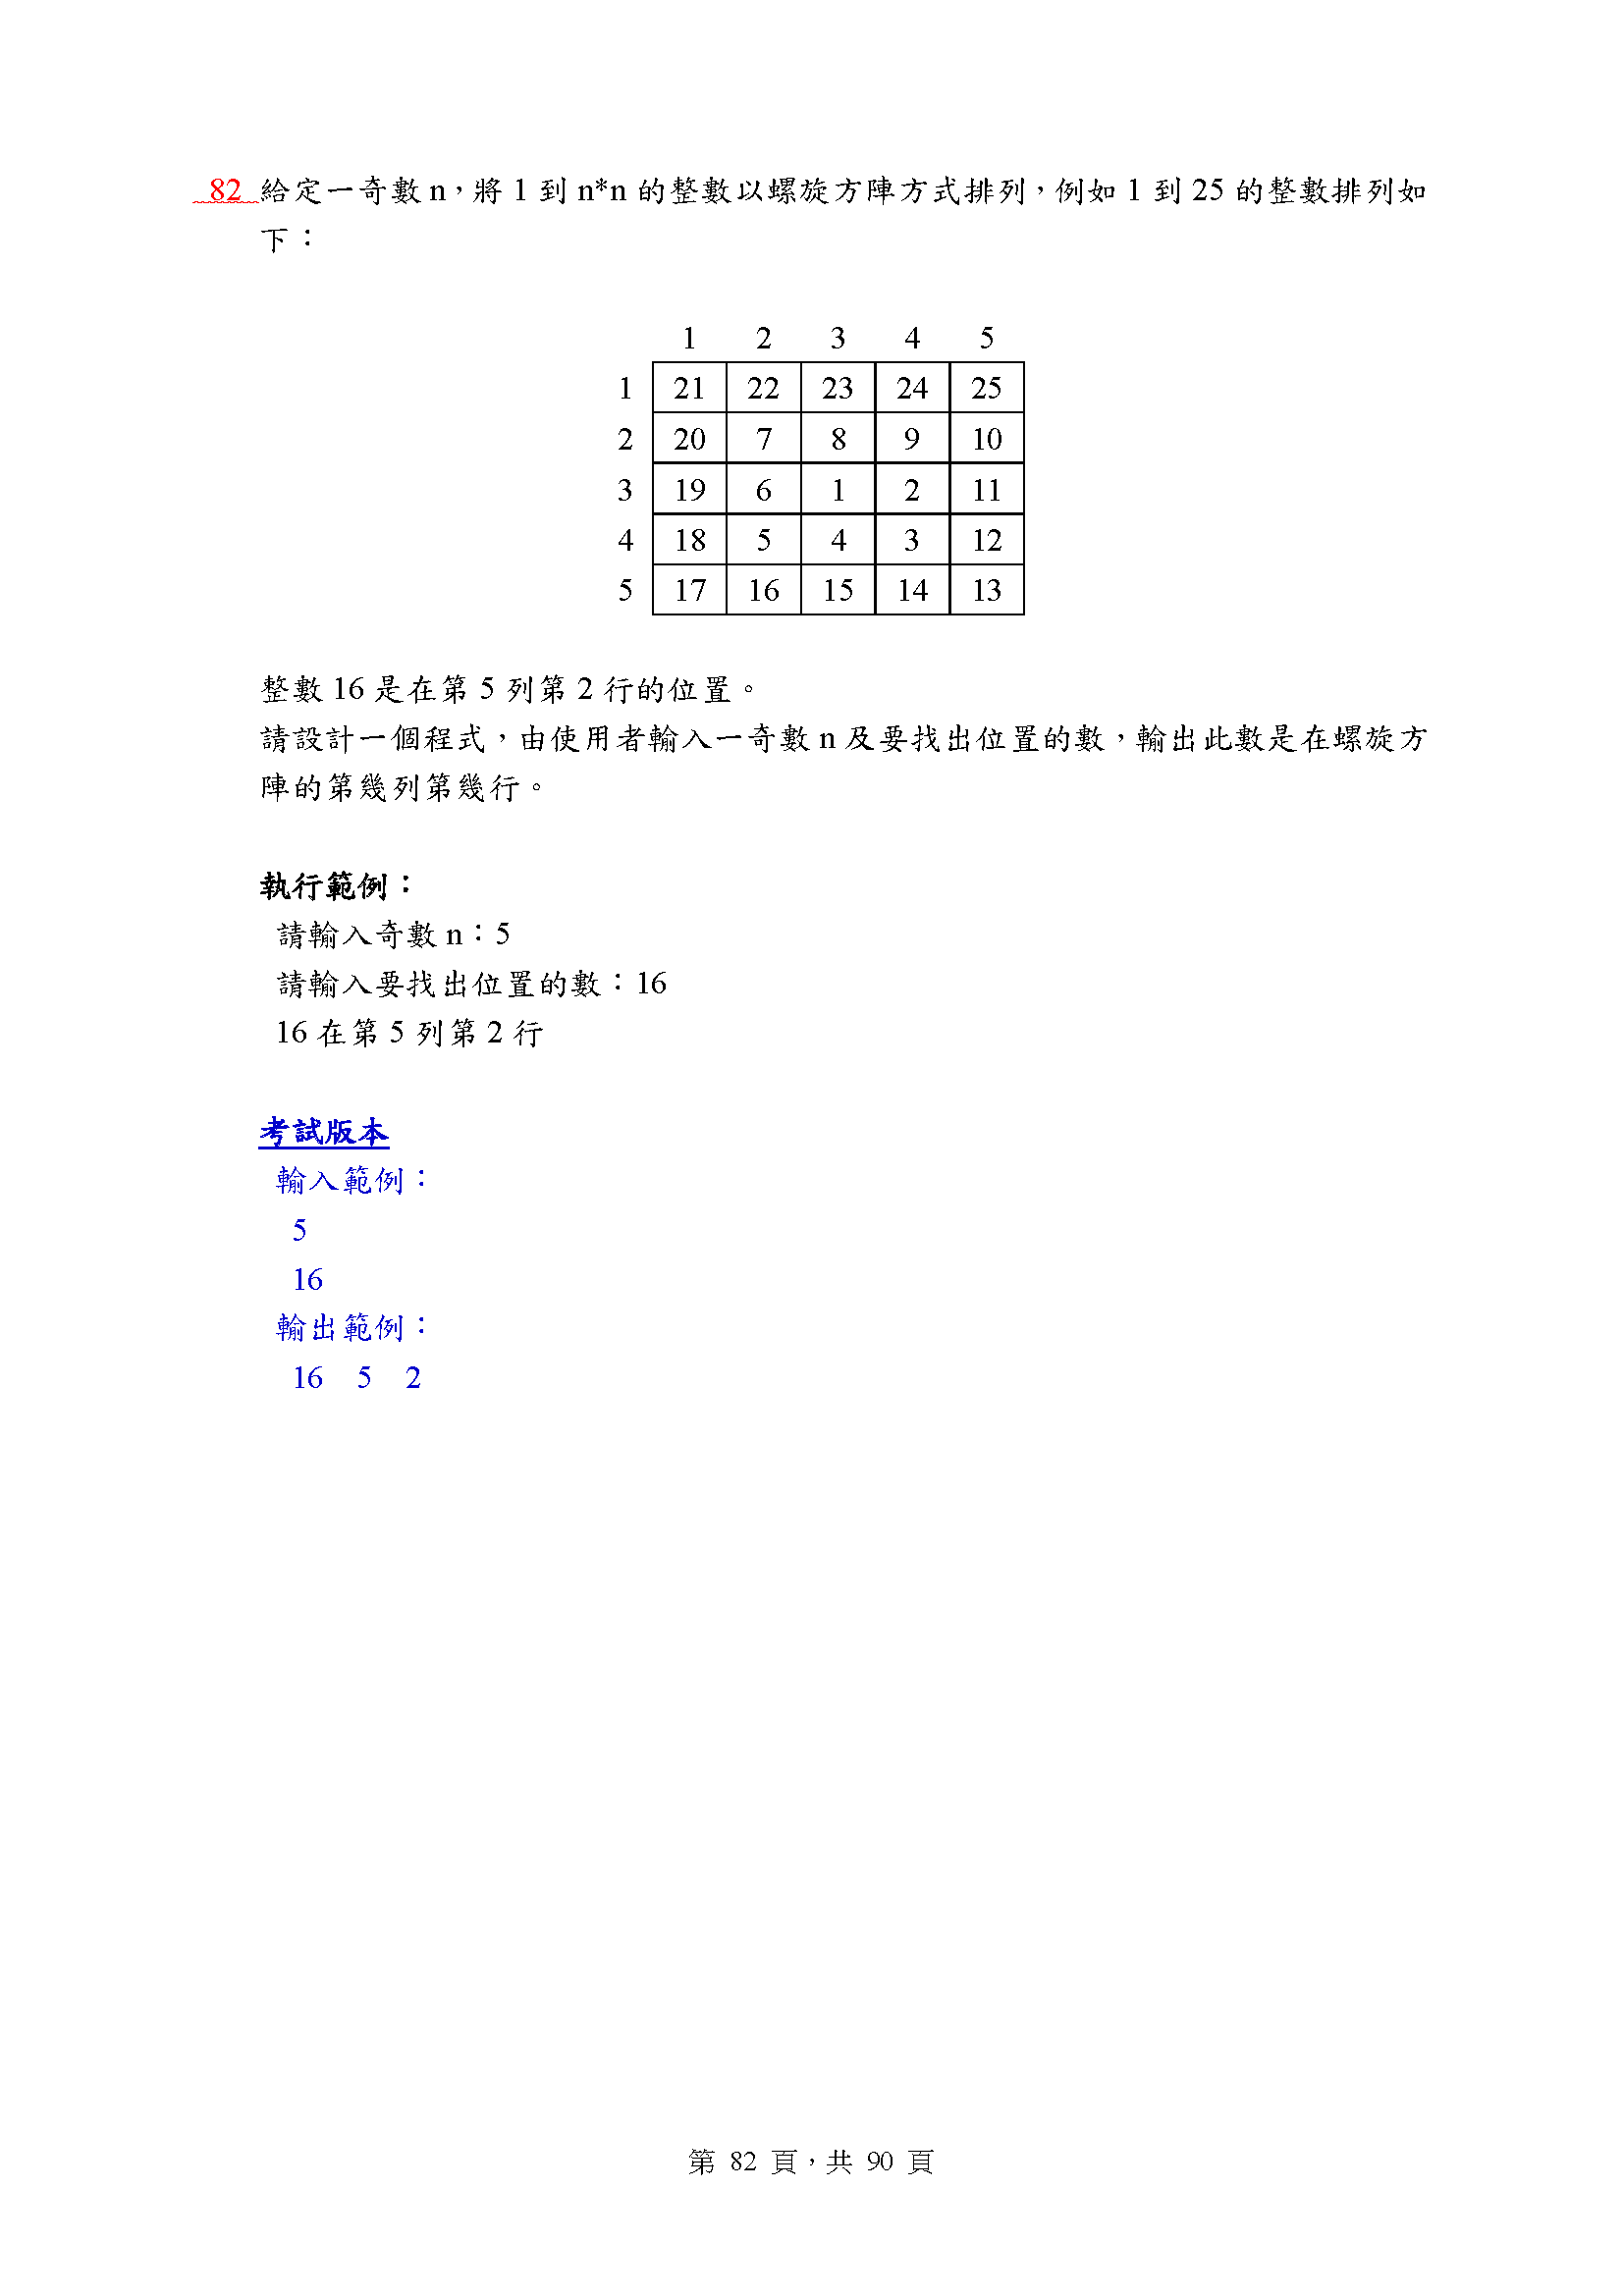 82 給定一奇數 n，將 1 到 n*n 的整數以螺旋方陣方式排列，例如 1 到 25 的整數排列如
下：
1 2 3 4 5
1 21 22 23 24 25
2 20 7 8 9 10
3 19 6 1 2 11
4 18 5 4 3 12
5 17 16 15 14 13
整數 16 是在第 5 列第 2 行的位置。
請設計一個程式，由使用者輸入一奇數 n 及要找出位置的數，輸出此數是在螺旋方
陣的第幾列第幾行。
執行範例：
請輸入奇數 n：5
請輸入要找出位置的數：16
16 在第 5 列第 2 行
考試版本
輸入範例：
5
16
輸出範例：
16 5 2
第 82 頁，共 90 頁